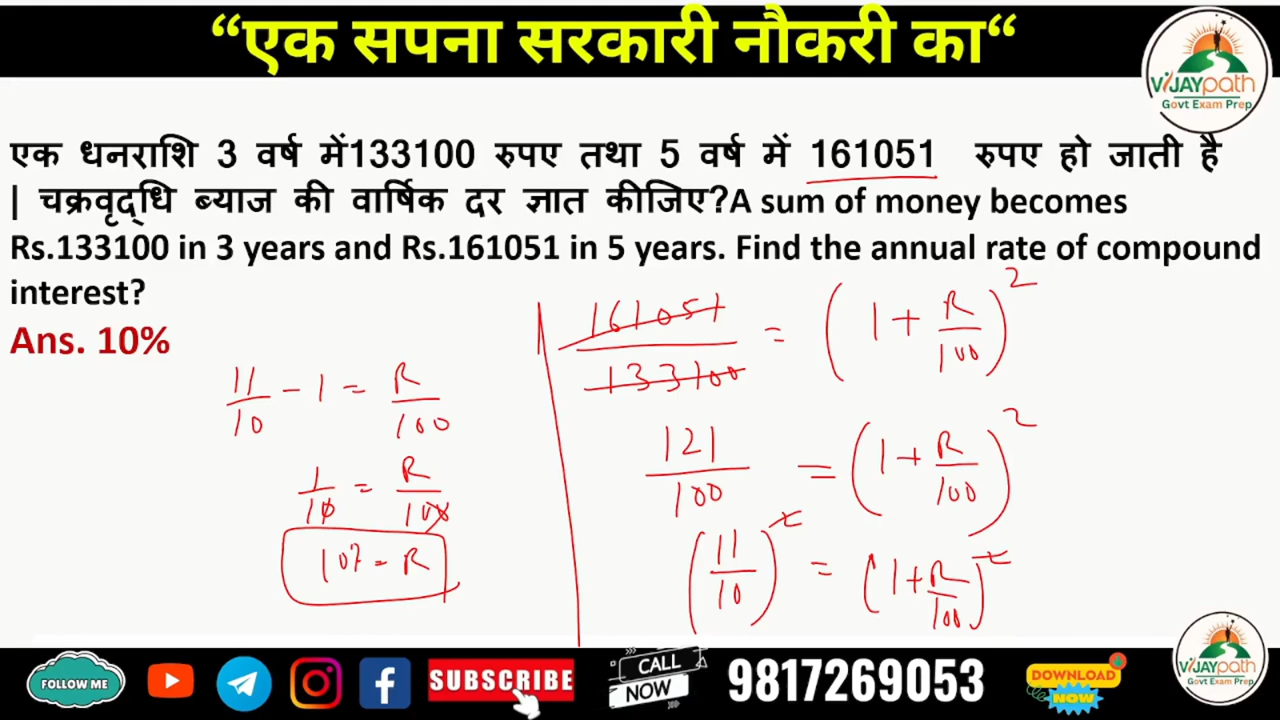 “एक सपना सरकारी नौकरी का“
VIJAYpath
Govt Exam Prep
एक धनराशि 3 वर्ष में133100 रुपए तथा 5 वर्ष में 161051 रुपए हो जाती है
| चक्रवृद्धि ब्याज की वार्षिक दर ज्ञात कीजिए?A sum of money becomes
Rs.133100 in 3 years and Rs.161051 in 5 years. Find the annual rate of compound
interest?
Ans. 10%
161051/133100 = (1 + R/100)^2
121/100 = (1 + R/100)^2
(11/10)^2 = (1 + R/100)^2
11/10 - 1 = R/100
1/10 = R/100
10% = R
FOLLOW ME
SUBSCRIBE
CALL
NOW
9817269053
DOWNLOAD
NOW
VIJAYpath
Govt Exam Prep